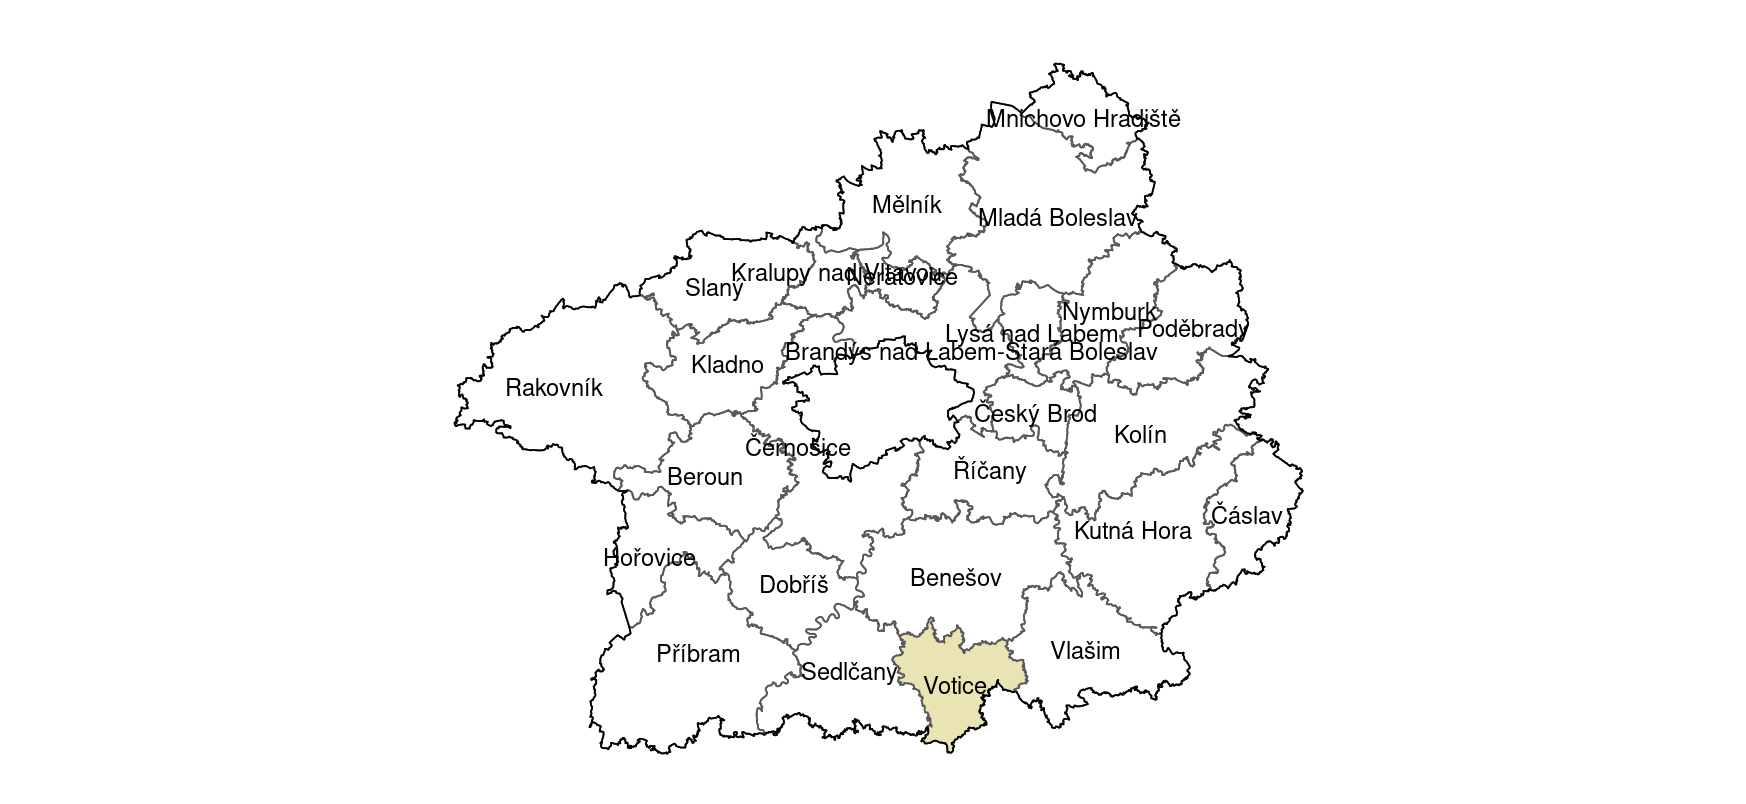 Mnichovo Hradiště
Mělník
Mladá Boleslav
Kralupy nad Vltavou
Neratovice
Slaný
Nymburk
Poděbrady
Lysá nad Labem
Brandýs nad Labem-Stará Boleslav
Kladno
Rakovník
Český Brod
Kolín
Černošice
Říčany
Beroun
Čáslav
Kutná Hora
Hořovice
Benešov
Dobříš
Vlašim
Příbram
Sedlčany
Votice